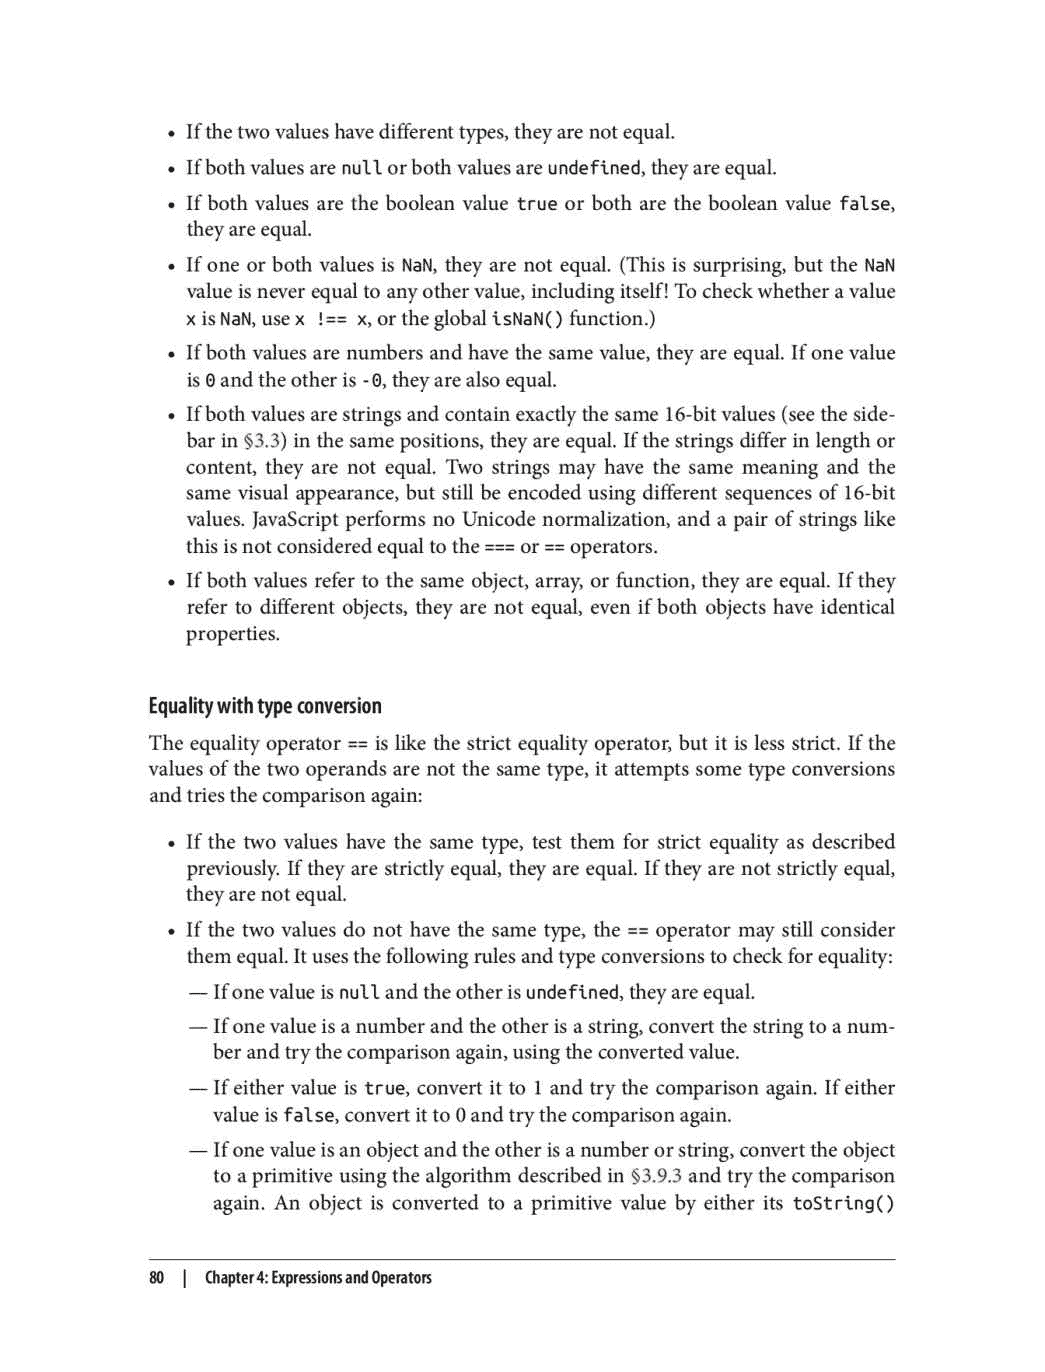 • If the two values have different types, they are not equal.
• If both values are null or both values are undefined, they are equal.
• If both values are the boolean value true or both are the boolean value false,
they are equal.
• If one or both values is NaN, they are not equal. (This is surprising, but the NaN
value is never equal to any other value, including itself! To check whether a value
x is NaN, use x !== x, or the global isNaN() function.)
• If both values are numbers and have the same value, they are equal. If one value
is 0 and the other is -0, they are also equal.
• If both values are strings and contain exactly the same 16-bit values (see the side-
bar in §3.3) in the same positions, they are equal. If the strings differ in length or
content, they are not equal. Two strings may have the same meaning and the
same visual appearance, but still be encoded using different sequences of 16-bit
values. JavaScript performs no Unicode normalization, and a pair of strings like
this is not considered equal to the === or == operators.
• If both values refer to the same object, array, or function, they are equal. If they
refer to different objects, they are not equal, even if both objects have identical
properties.
Equality with type conversion
The equality operator == is like the strict equality operator, but it is less strict. If the
values of the two operands are not the same type, it attempts some type conversions
and tries the comparison again:
• If the two values have the same type, test them for strict equality as described
previously. If they are strictly equal, they are equal. If they are not strictly equal,
they are not equal.
• If the two values do not have the same type, the == operator may still consider
them equal. It uses the following rules and type conversions to check for equality:
— If one value is null and the other is undefined, they are equal.
— If one value is a number and the other is a string, convert the string to a num-
ber and try the comparison again, using the converted value.
— If either value is true, convert it to 1 and try the comparison again. If either
value is false, convert it to 0 and try the comparison again.
— If one value is an object and the other is a number or string, convert the object
to a primitive using the algorithm described in §3.9.3 and try the comparison
again. An object is converted to a primitive value by either its toString()
80 | Chapter 4: Expressions and Operators